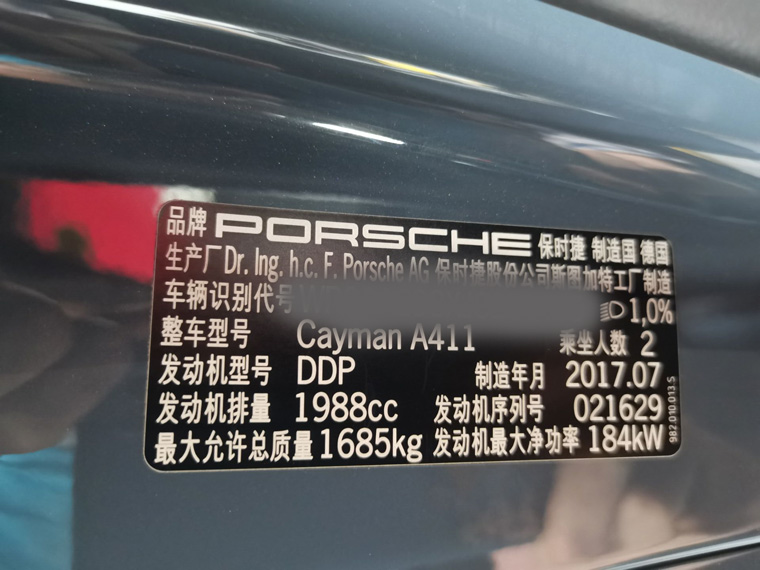 品牌 PORSCHE 保时捷 制造国 德国
生产厂 Dr. Ing. h.c. F. Porsche AG 保时捷股份公司斯图加特工厂制造
车辆识别代号 1,0%
整车型号 Cayman A411 乘坐人数 2
发动机型号 DDP 制造年月 2017.07
发动机排量 1988cc 发动机序列号 021629
最大允许总质量 1685kg 发动机最大净功率 184kW
982.010.013.S